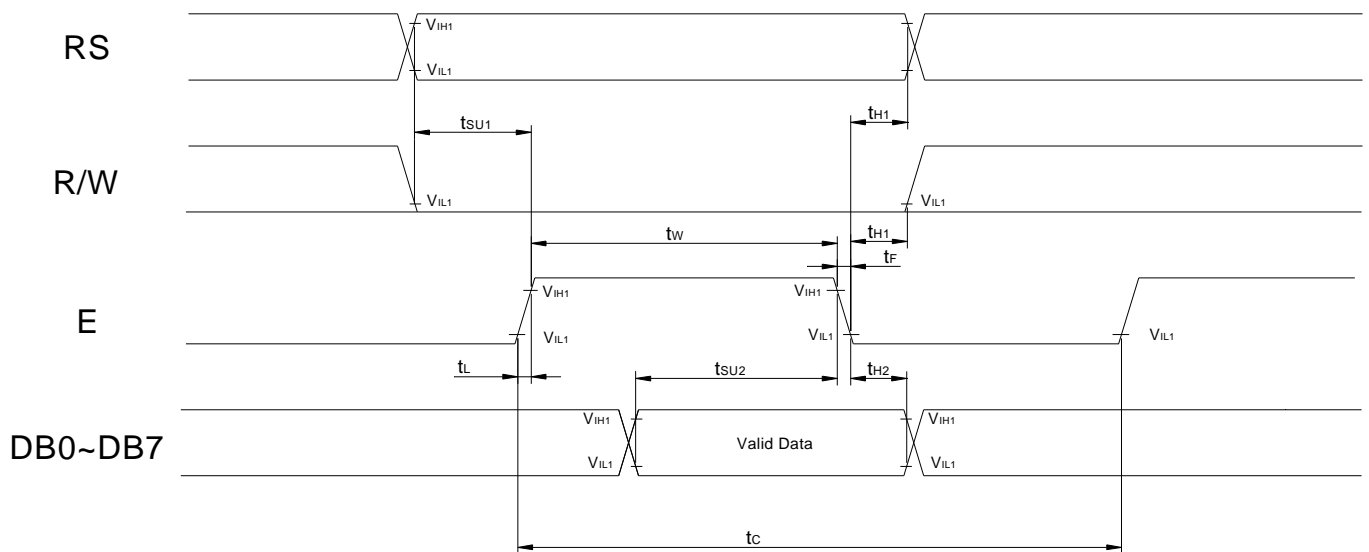 RS
VIH1
VIL1
tSU1
tH1
R/W
VIL1
VIL1
tW
tH1
tF
E
VIH1
VIH1
VIL1
VIL1
VIL1
tL
tSU2
tH2
DB0~DB7
VIH1
VIH1
Valid Data
VIL1
VIL1
tC